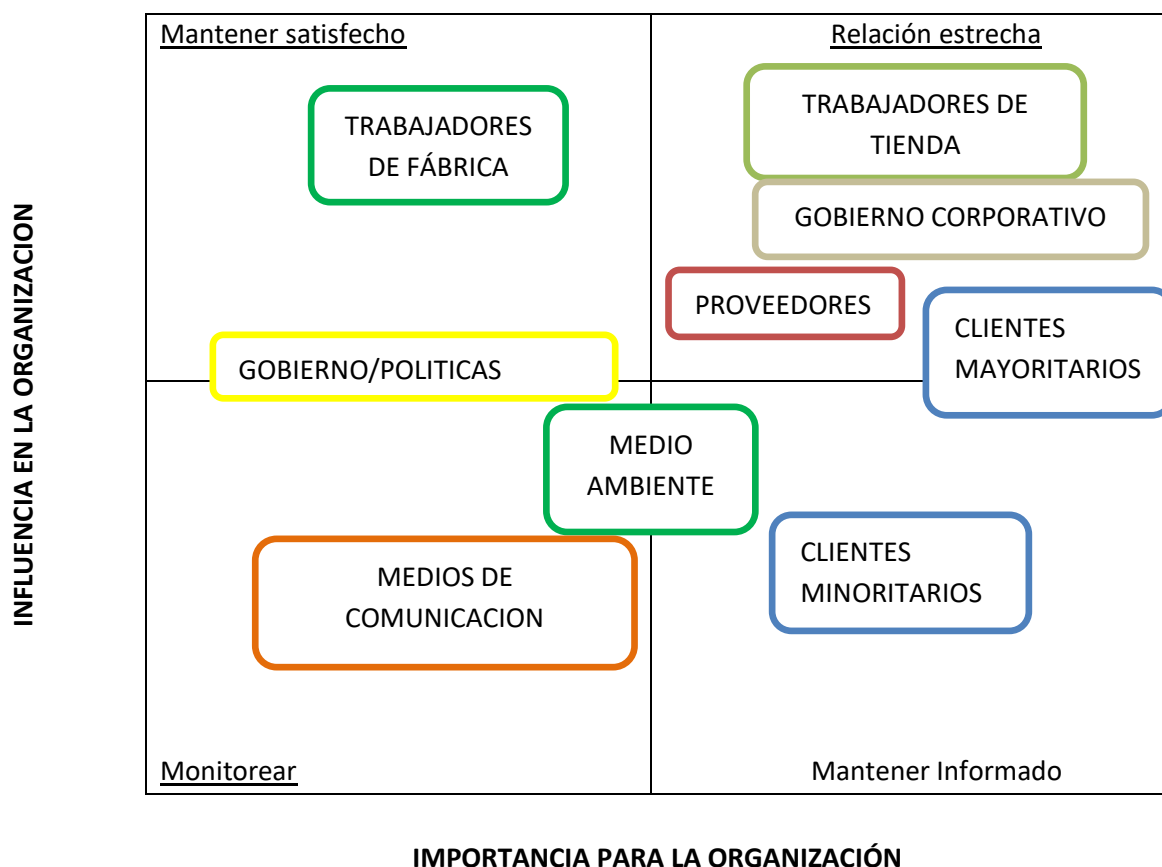 Mantener satisfecho
Relación estrecha
TRABAJADORES
DE FÁBRICA
TRABAJADORES DE
TIENDA
GOBIERNO CORPORATIVO
PROVEEDORES
CLIENTES
MAYORITARIOS
GOBIERNO/POLITICAS
MEDIO
AMBIENTE
CLIENTES
MINORITARIOS
MEDIOS DE
COMUNICACION
Monitorear
Mantener Informado
INFLUENCIA EN LA ORGANIZACION
IMPORTANCIA PARA LA ORGANIZACIÓN